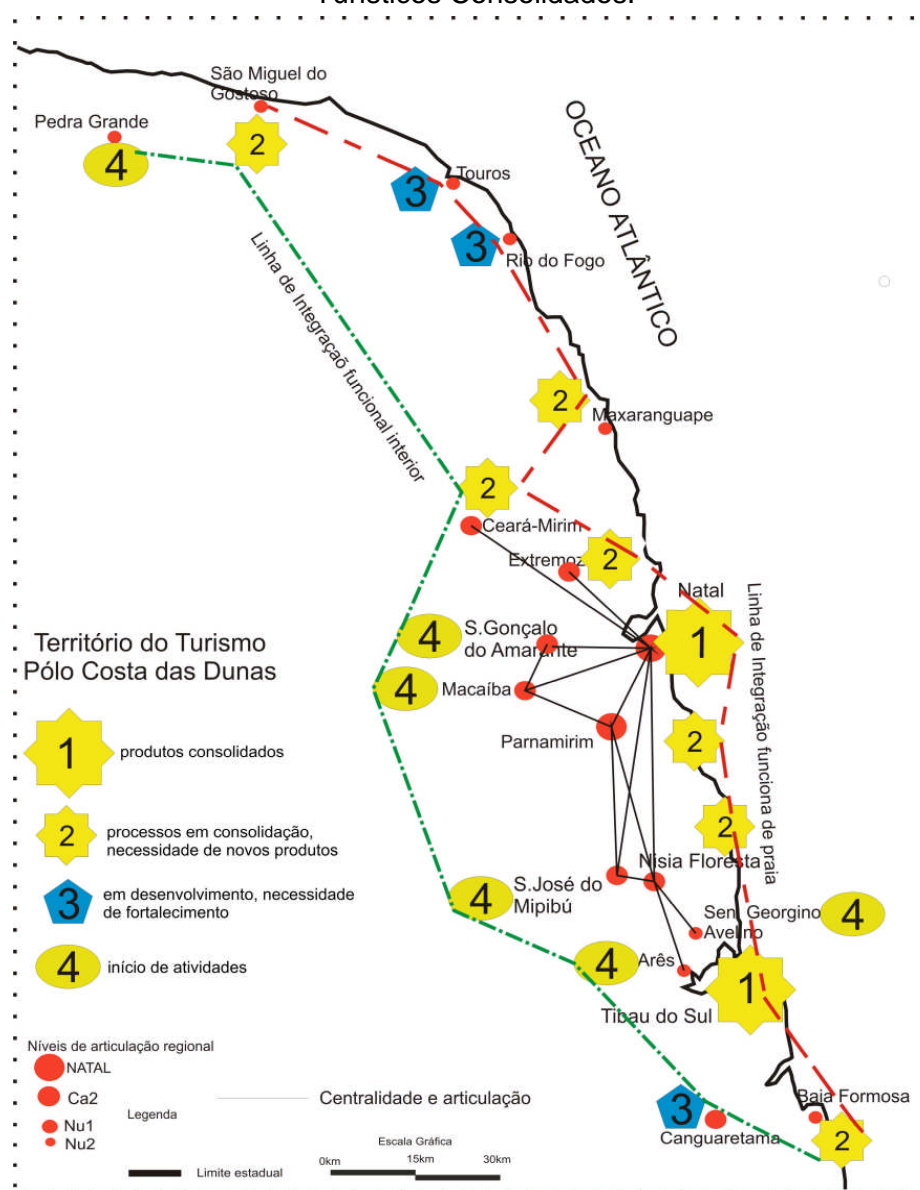 Turísticos Consolidados.
São Miguel do
Gostoso
Pedra Grande
4
2
OCEANO ATLÂNTICO
3
Touros
3
Rio do Fogo
Linha de Integraçaõ funcional interior
2
Maxaranguape
2
Ceará-Mirim
Extremoz
2
Natal
1
Linha de Integração funciona de praia
4
S.Gonçalo
do Amarante
4
Macaíba
Parnamirim
2
2
Nisia Floresta
4
S.José do
Mipibú
Sen. Georgino
Avelino
4
4
Arês
1
Tibau do Sul
3
Canguaretama
Baia Formosa
2
Território do Turismo
Pólo Costa das Dunas
1
produtos consolidados
2
processos em consolidação,
necessidade de novos produtos
3
em desenvolvimento, necessidade
de fortalecimento
4
início de atividades
Níveis de articulação regional
NATAL
Ca2
Nu1
Nu2
Legenda
Centralidade e articulação
Limite estadual
Escala Gráfica
0km 15km 30km